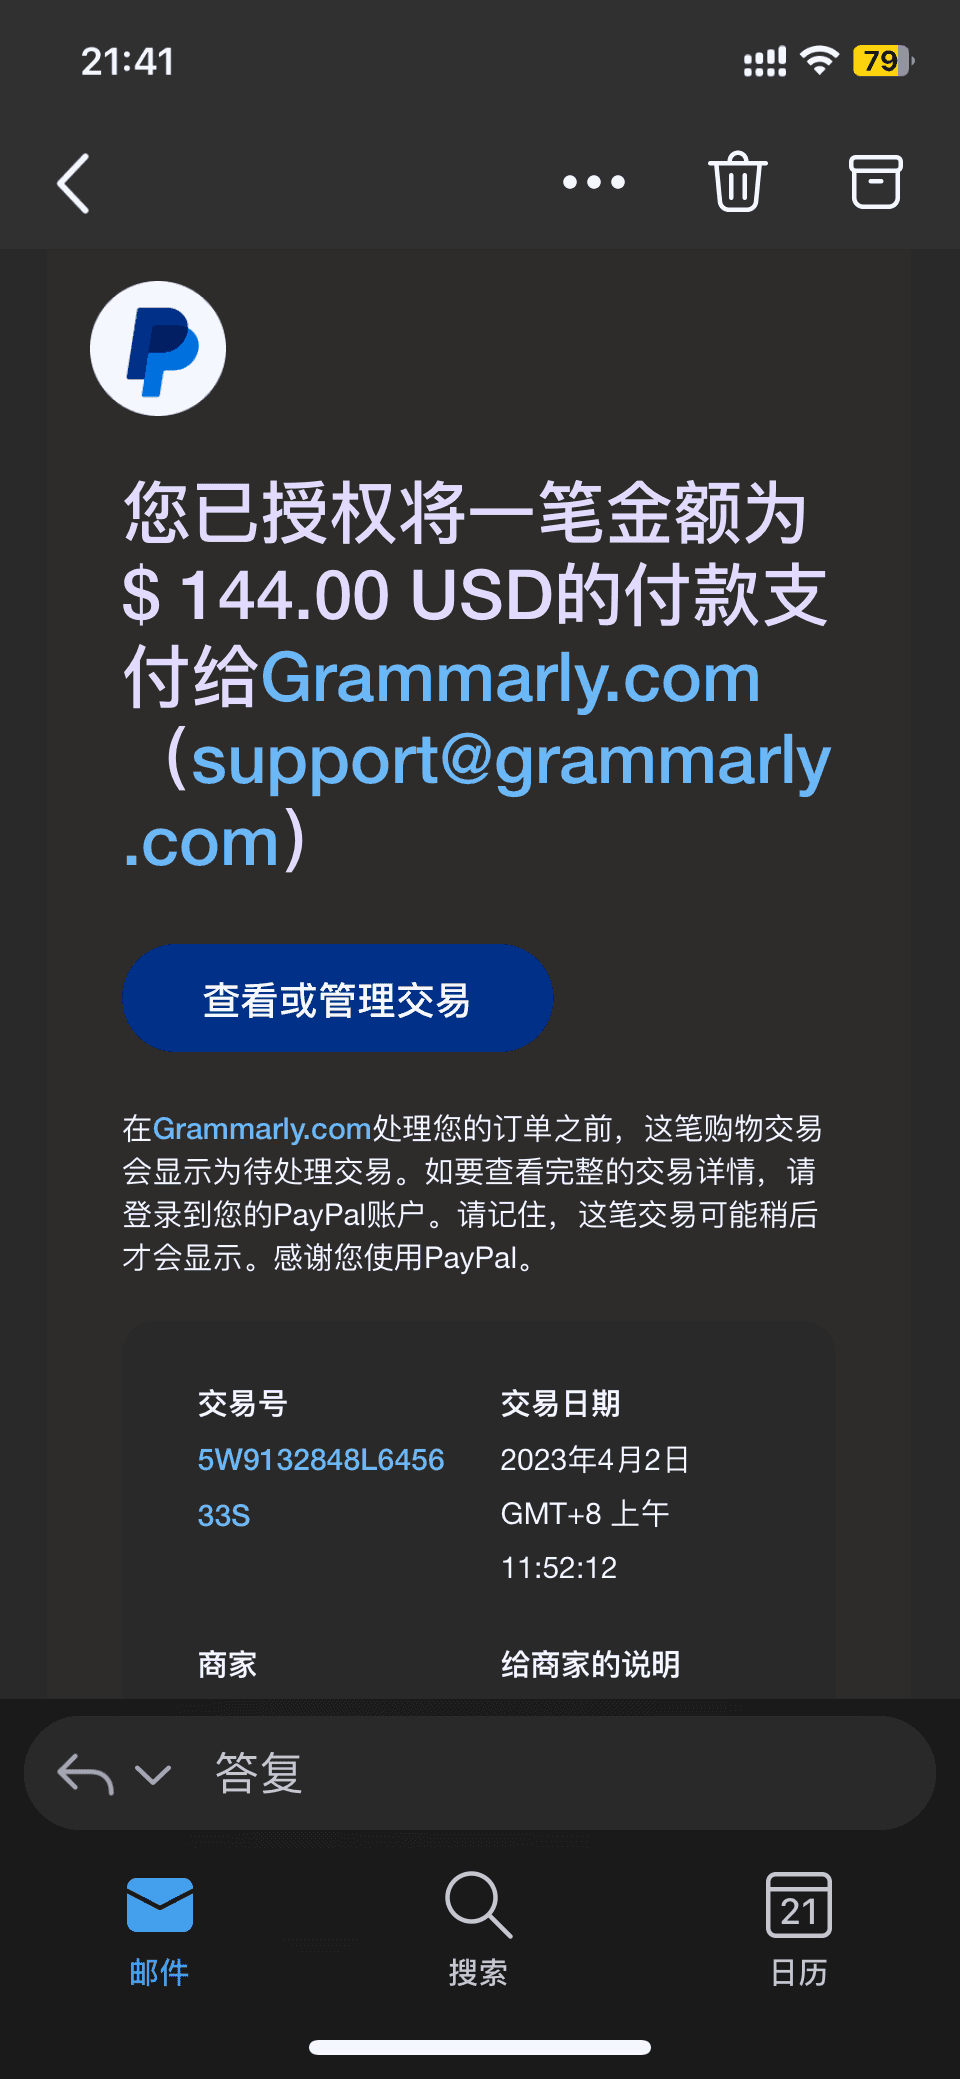 21:41
79
您已授权将一笔金额为
$ 144.00 USD的付款支
付给Grammarly.com
（support@grammarly
.com）
查看或管理交易
在Grammarly.com处理您的订单之前，这笔购物交易
会显示为待处理交易。如要查看完整的交易详情，请
登录到您的PayPal账户。请记住，这笔交易可能稍后
才会显示。感谢您使用PayPal。
交易号
5W9132848L6456
33S
交易日期
2023年4月2日
GMT+8 上午
11:52:12
商家
给商家的说明
答复
邮件
搜索
21
日历